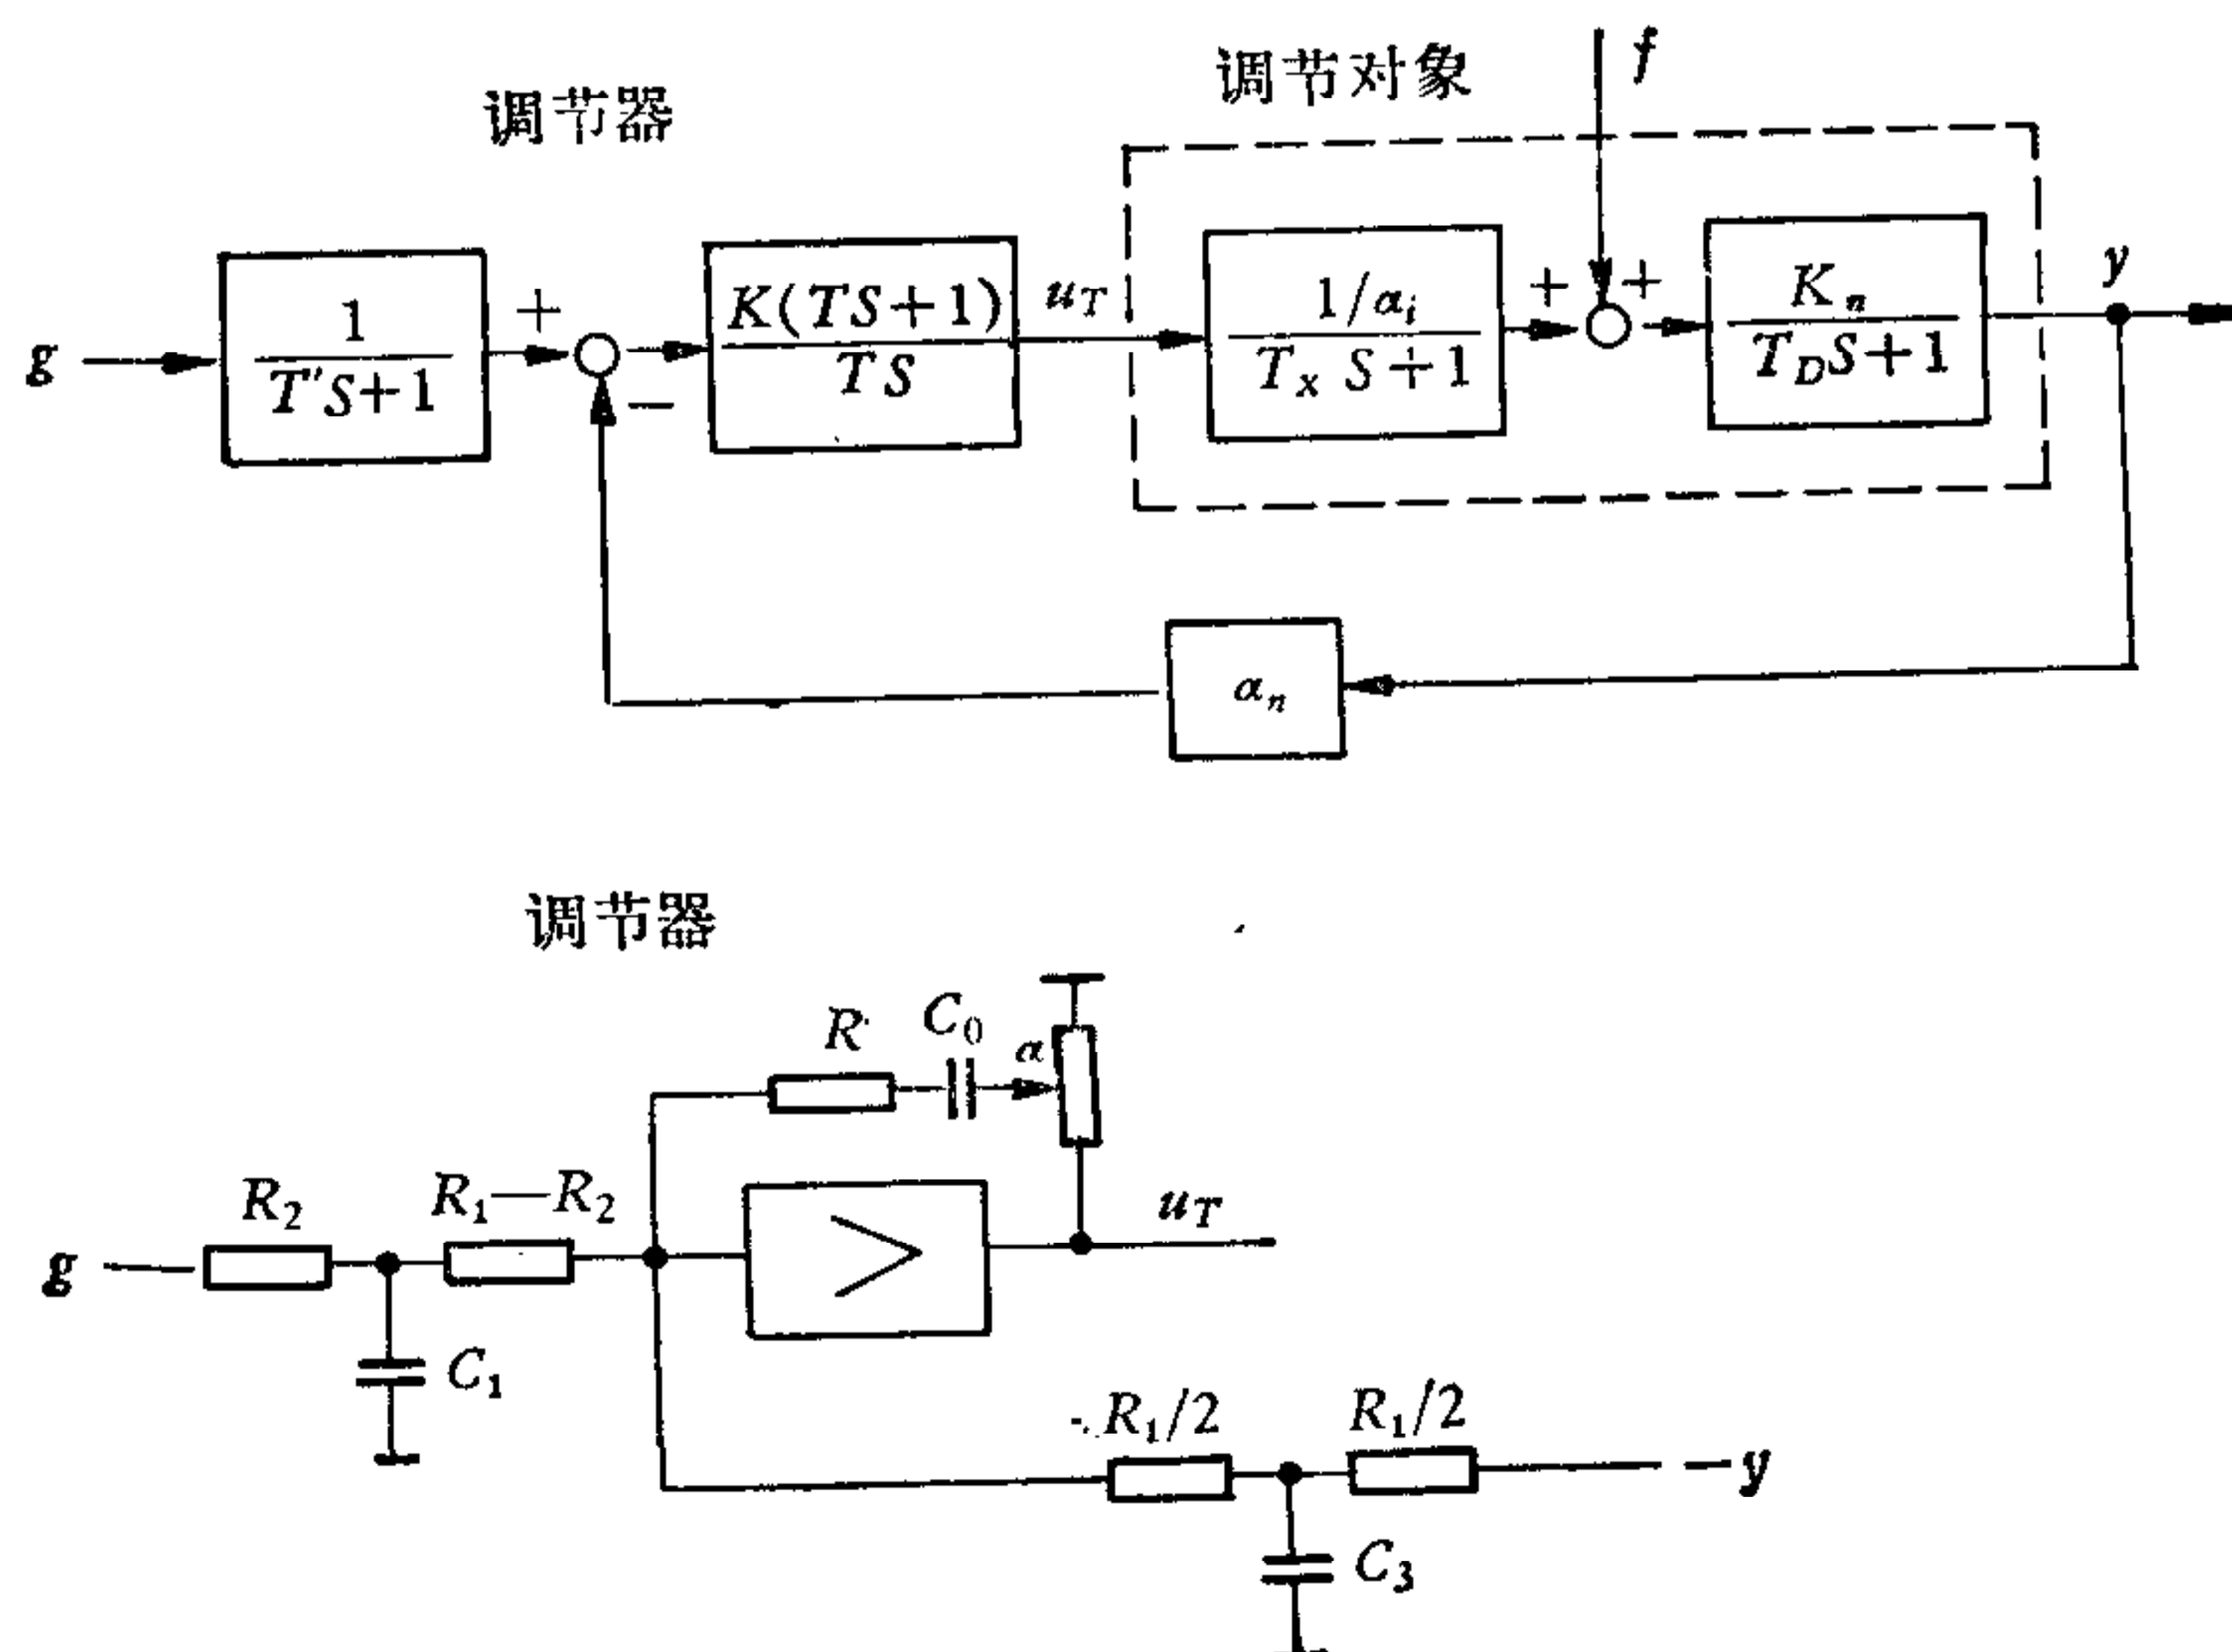 调节器
调节对象
f
g
1
T''S+1
+
−
K(TS+1)
TS
u_T
1/α_i
T_x S+1
+ +
K_n
T_D S+1
y
α_n
调节器
R
C_0
α
R_2
R_1—R_2
u_T
g
>
C_1
R_1/2
R_1/2
−y
C_3